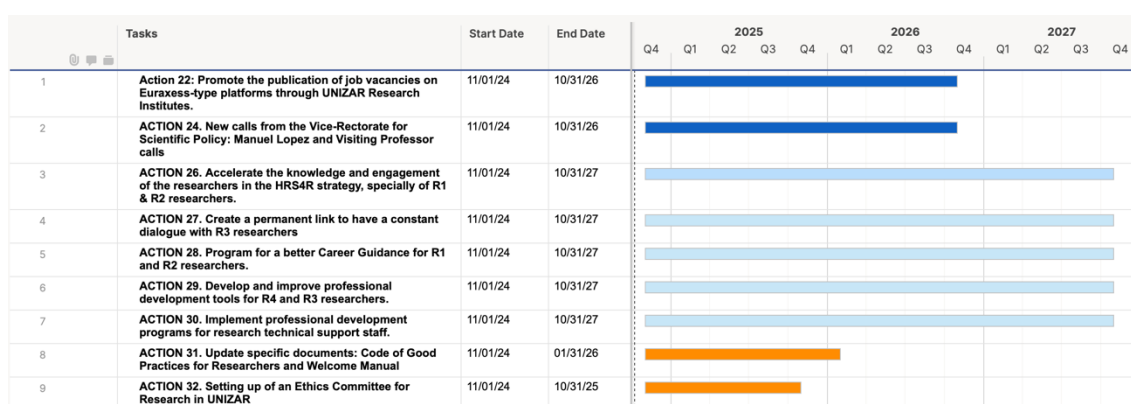 Tasks Start Date End Date 2025 2026 2027
Q4 Q1 Q2 Q3 Q4 Q1 Q2 Q3 Q4 Q1 Q2 Q3 Q4
1 Action 22: Promote the publication of job vacancies on 11/01/24 10/31/26
Euraxess-type platforms through UNIZAR Research
Institutes.
2 ACTION 24. New calls from the Vice-Rectorate for 11/01/24 10/31/26
Scientific Policy: Manuel Lopez and Visiting Professor
calls
3 ACTION 26. Accelerate the knowledge and engagement 11/01/24 10/31/27
of the researchers in the HRS4R strategy, specially of R1
& R2 researchers.
4 ACTION 27. Create a permanent link to have a constant 11/01/24 10/31/27
dialogue with R3 researchers
5 ACTION 28. Program for a better Career Guidance for R1 11/01/24 10/31/27
and R2 researchers.
6 ACTION 29. Develop and improve professional 11/01/24 10/31/27
development tools for R4 and R3 researchers.
7 ACTION 30. Implement professional development 11/01/24 10/31/27
programs for research technical support staff.
8 ACTION 31. Update specific documents: Code of Good 11/01/24 01/31/26
Practices for Researchers and Welcome Manual
9 ACTION 32. Setting up of an Ethics Committee for 11/01/24 10/31/25
Research in UNIZAR